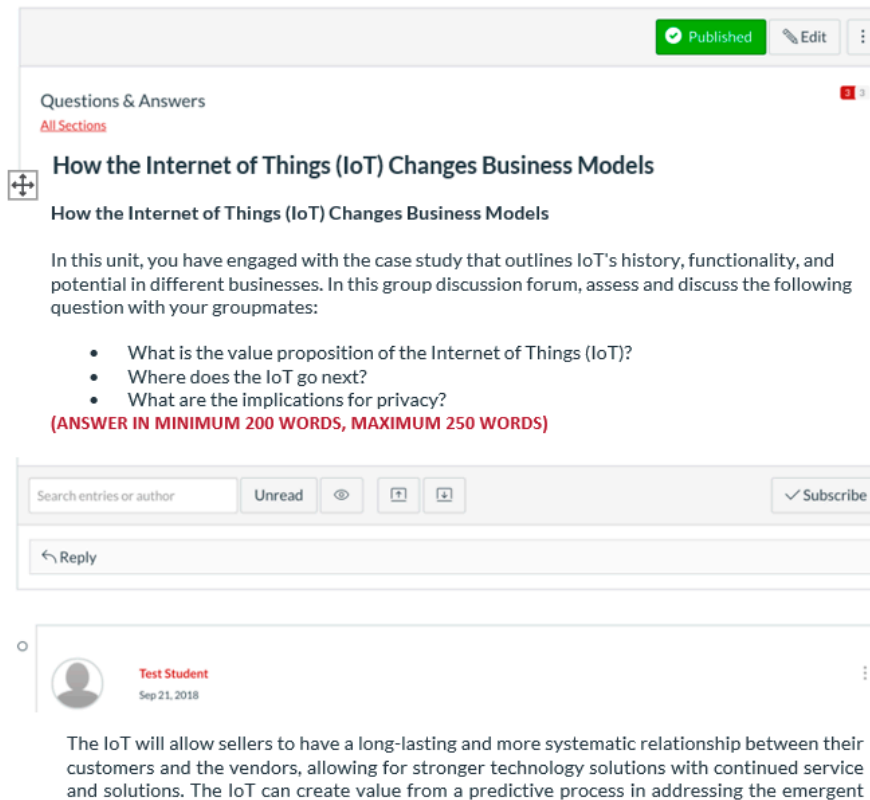 Published
Edit
Questions & Answers
3 3
All Sections
How the Internet of Things (IoT) Changes Business Models
How the Internet of Things (IoT) Changes Business Models
In this unit, you have engaged with the case study that outlines IoT's history, functionality, and
potential in different businesses. In this group discussion forum, assess and discuss the following
question with your groupmates:
• What is the value proposition of the Internet of Things (IoT)?
• Where does the IoT go next?
• What are the implications for privacy?
(ANSWER IN MINIMUM 200 WORDS, MAXIMUM 250 WORDS)
Search entries or author
Unread
Subscribe
Reply
Test Student
Sep 21, 2018
The IoT will allow sellers to have a long-lasting and more systematic relationship between their
customers and the vendors, allowing for stronger technology solutions with continued service
and solutions. The IoT can create value from a predictive process in addressing the emergent